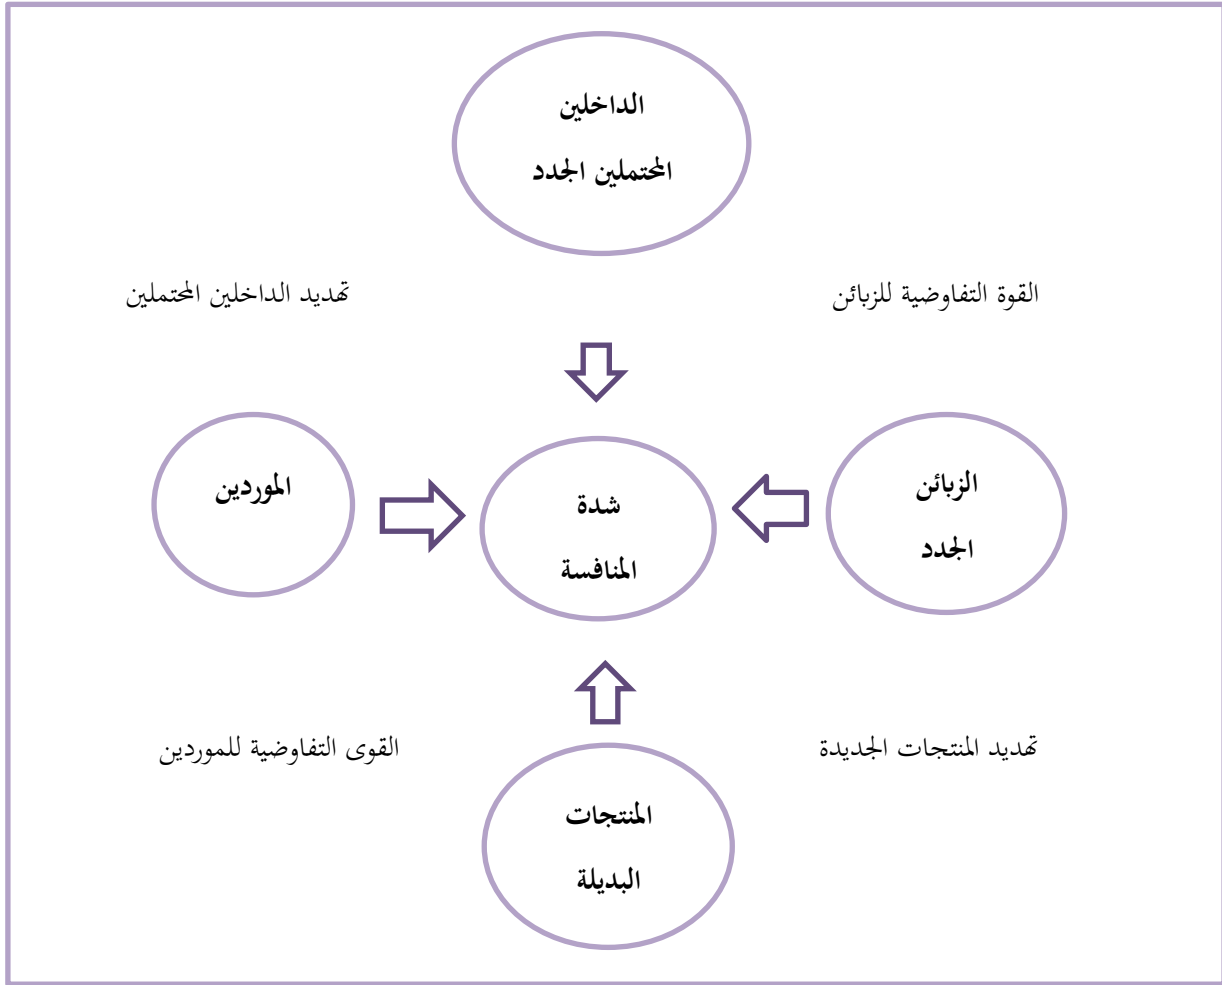 الداخلين
المحتملين الجدد
القوة التفاوضية للزبائن
تهديد الداخلين المحتملين
الزبائن
الجدد
شدة
المنافسة
الموردين
تهديد المنتجات الجديدة
القوى التفاوضية للموردين
المنتجات
البديلة